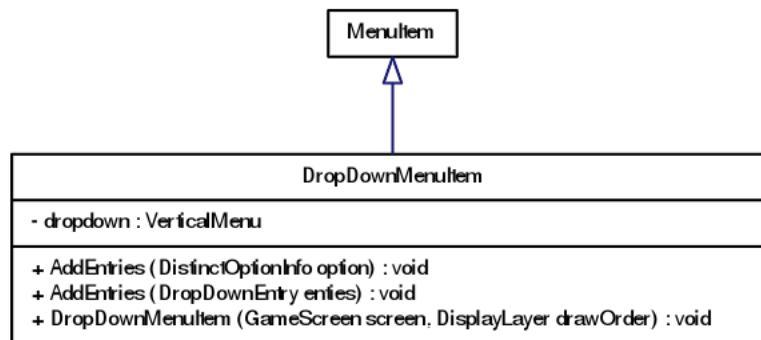 MenuItem
DropDownMenuItem
- dropdown : VerticalMenu
+ AddEntries (DistinctOptionInfo option) : void
+ AddEntries (DropDownEntry enties) : void
+ DropDownMenuItem (GameScreen screen, DisplayLayer drawOrder) : void